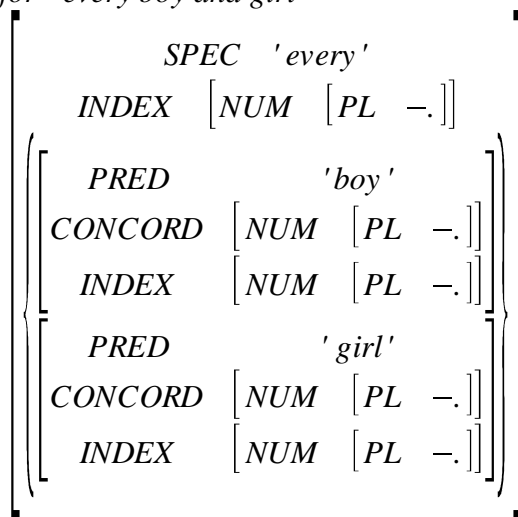 for "every boy and girl"
SPEC 'every'
INDEX [NUM [PL −.]]
PRED 'boy'
CONCORD [NUM [PL −.]]
INDEX [NUM [PL −.]]
PRED 'girl'
CONCORD [NUM [PL −.]]
INDEX [NUM [PL −.]]